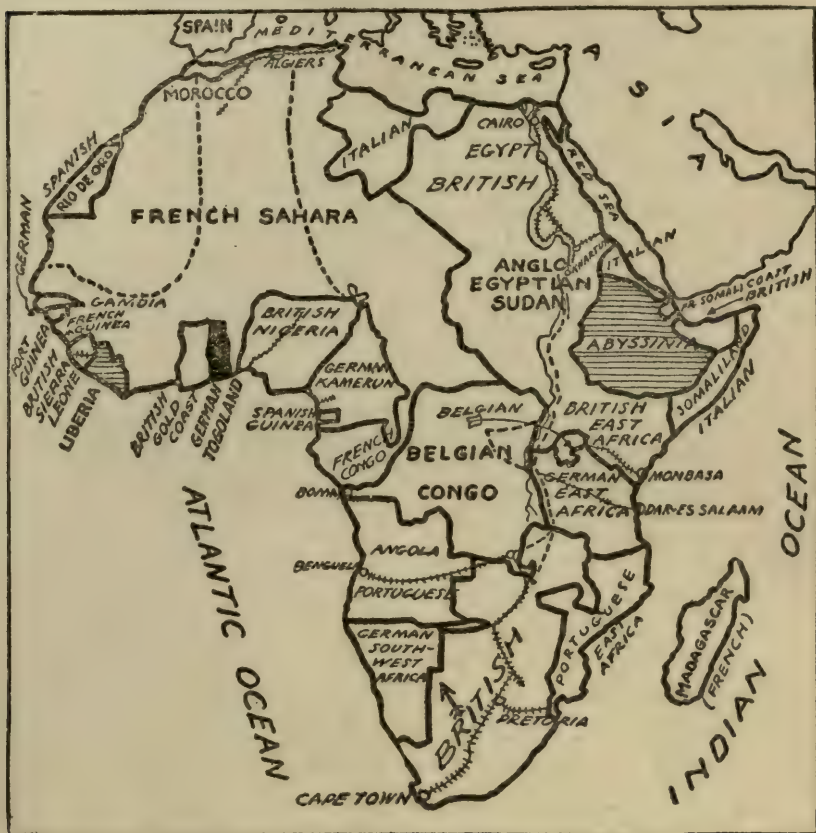 SPAIN
MEDITERRANEAN SEA
ASIA
ALGIERS
MOROCCO
ITALIAN
CAIRO
EGYPT
BRITISH
RED SEA
SPANISH
RIO DE ORO
FRENCH SAHARA
GERMAN
ANGLO
EGYPTIAN
SUDAN
KHARTUM
ITALIAN
FR. SOMALI COAST
BRITISH
GAMBIA
FRENCH
GUINEA
PORT
GUINEA
BRITISH
SIERRA
LEONE
LIBERIA
BRITISH
GOLD
COAST
GERMAN
TOGOLAND
BRITISH
NIGERIA
ABYSSINIA
SOMALILAND
ITALIAN
GERMAN
KAMERUN
SPANISH
GUINEA
FRENCH CONGO
BELGIAN
BELGIAN
CONGO
BRITISH
EAST
AFRICA
MOMBASA
GERMAN
EAST
AFRICA
DAR-ES SALAAM
BOMA
ANGOLA
BENGUEL
PORTUGUESE
GERMAN
SOUTH-
WEST
AFRICA
BRITISH
PORTUGUESE
EAST
AFRICA
PRETORIA
CAPE TOWN
MADAGASCAR
(FRENCH)
ATLANTIC OCEAN
INDIAN
OCEAN